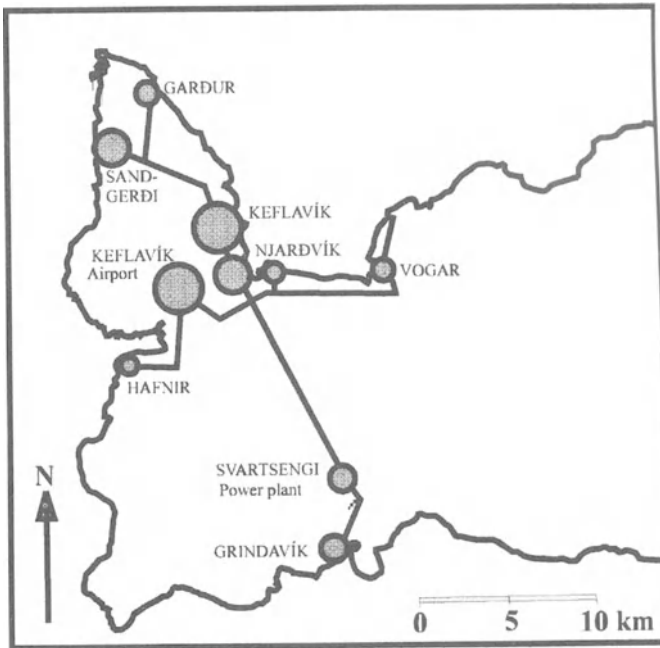 GARÐUR
SAND-
GERÐI
KEFLAVÍK
KEFLAVÍK
Airport
NJARÐVÍK
VOGAR
HAFNIR
SVARTSENGI
Power plant
GRINDAVÍK
N
0 5 10 km